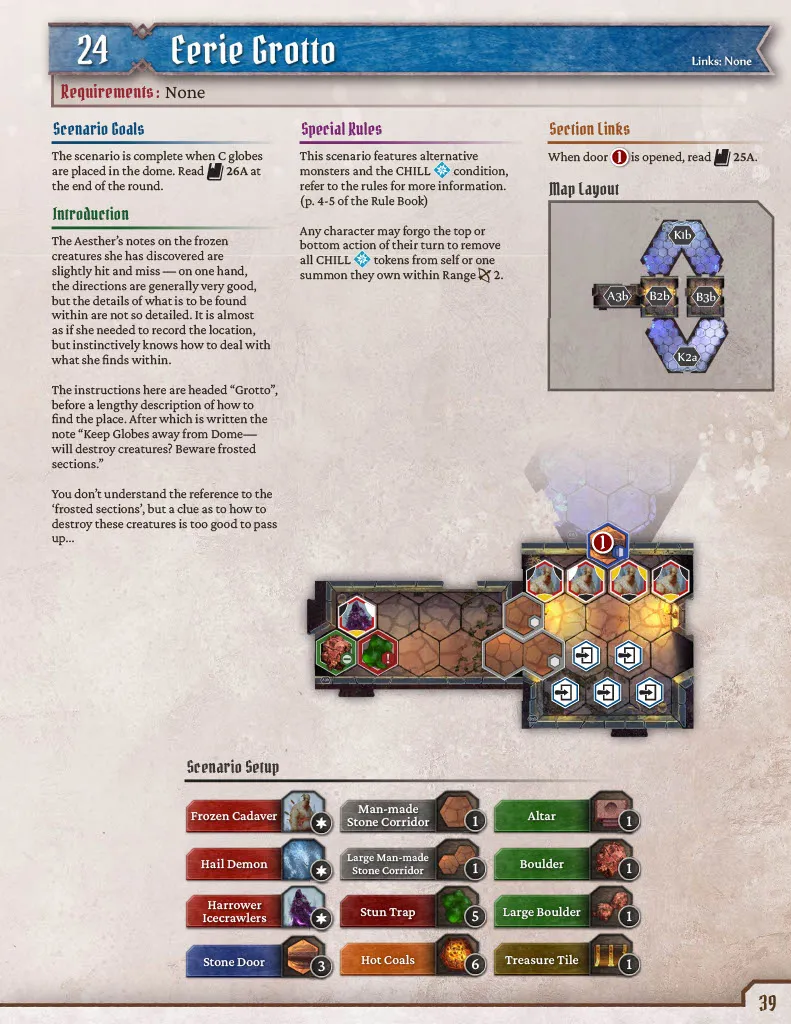 24 Eerie Grotto
Links: None
Requirements: None
Scenario Goals
The scenario is complete when C globes
are placed in the dome. Read 26A at
the end of the round.
Introduction
The Aesther's notes on the frozen
creatures she has discovered are
slightly hit and miss — on one hand,
the directions are generally very good,
but the details of what is to be found
within are not so detailed. It is almost
as if she needed to record the location,
but instinctively knows how to deal with
what she finds within.
The instructions here are headed “Grotto”,
before a lengthy description of how to
find the place. After which is written the
note “Keep Globes away from Dome—
will destroy creatures? Beware frosted
sections.”
You don't understand the reference to the
‘frosted sections’, but a clue as to how to
destroy these creatures is too good to pass
up...
Special Rules
This scenario features alternative
monsters and the CHILL condition,
refer to the rules for more information.
(p. 4-5 of the Rule Book)
Any character may forgo the top or
bottom action of their turn to remove
all CHILL tokens from self or one
summon they own within Range 2.
Section Links
When door 1 is opened, read 25A.
Map Layout
K1b
A3b
B2b
B3b
K2a
1
!
Scenario Setup
Frozen Cadaver
Man-made
Stone Corridor
1
Altar
1
Hail Demon
Large Man-made
Stone Corridor
1
Boulder
1
Harrower
Icecrawlers
Stun Trap
5
Large Boulder
1
Stone Door
3
Hot Coals
6
Treasure Tile
1
39